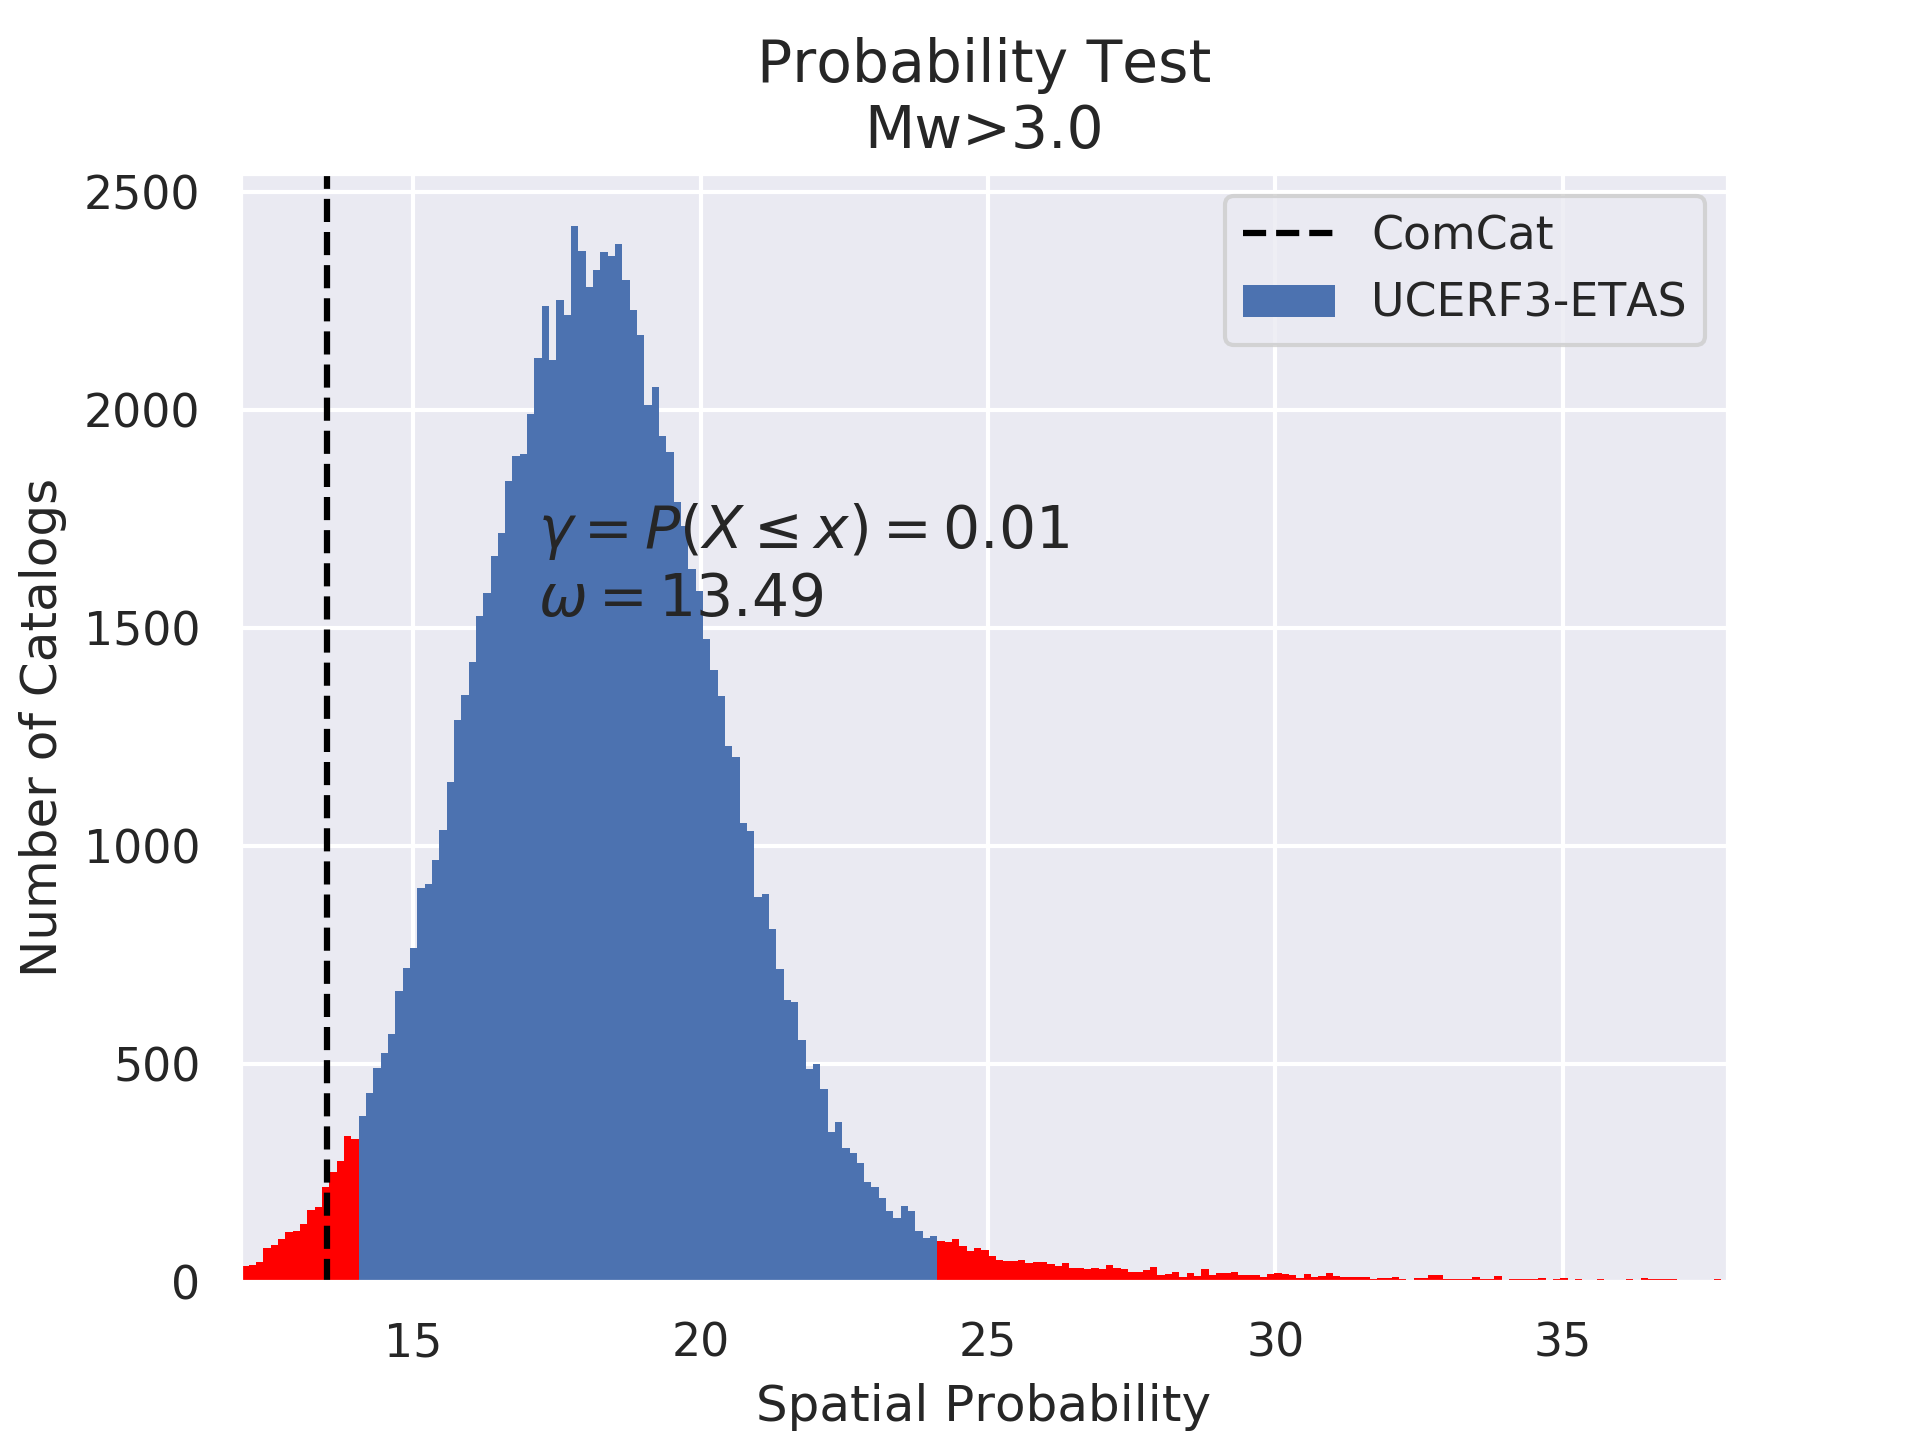 Probability Test
Mw>3.0
2500
2000
1500
1000
500
0
Number of Catalogs
ComCat
UCERF3-ETAS
γ = P(X ≤ x) = 0.01
ω = 13.49
15 20 25 30 35
Spatial Probability